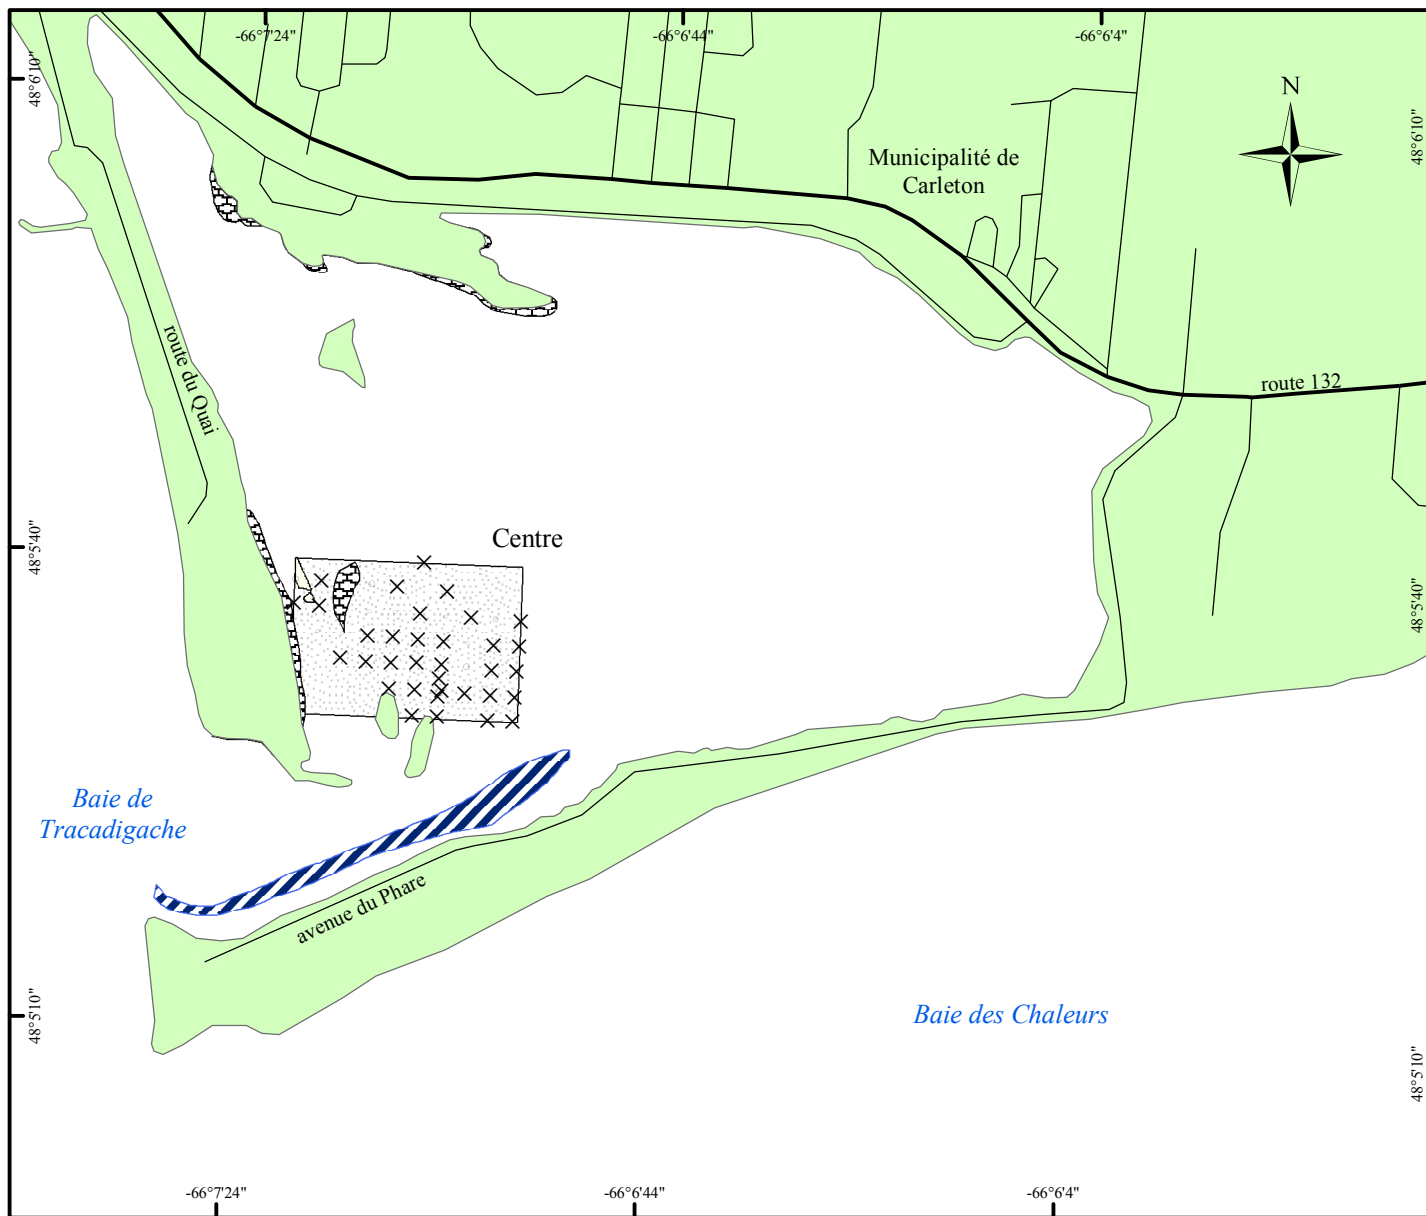 -66°7'24"
-66°6'44"
-66°6'4"
48°6'10"
48°6'10"
N
Municipalité de
Carleton
route du Quai
route 132
48°5'40"
Centre
48°5'40"
Baie de
Tracadigache
avenue du Phare
48°5'10"
Baie des Chaleurs
48°5'10"
-66°7'24"
-66°6'44"
-66°6'4"